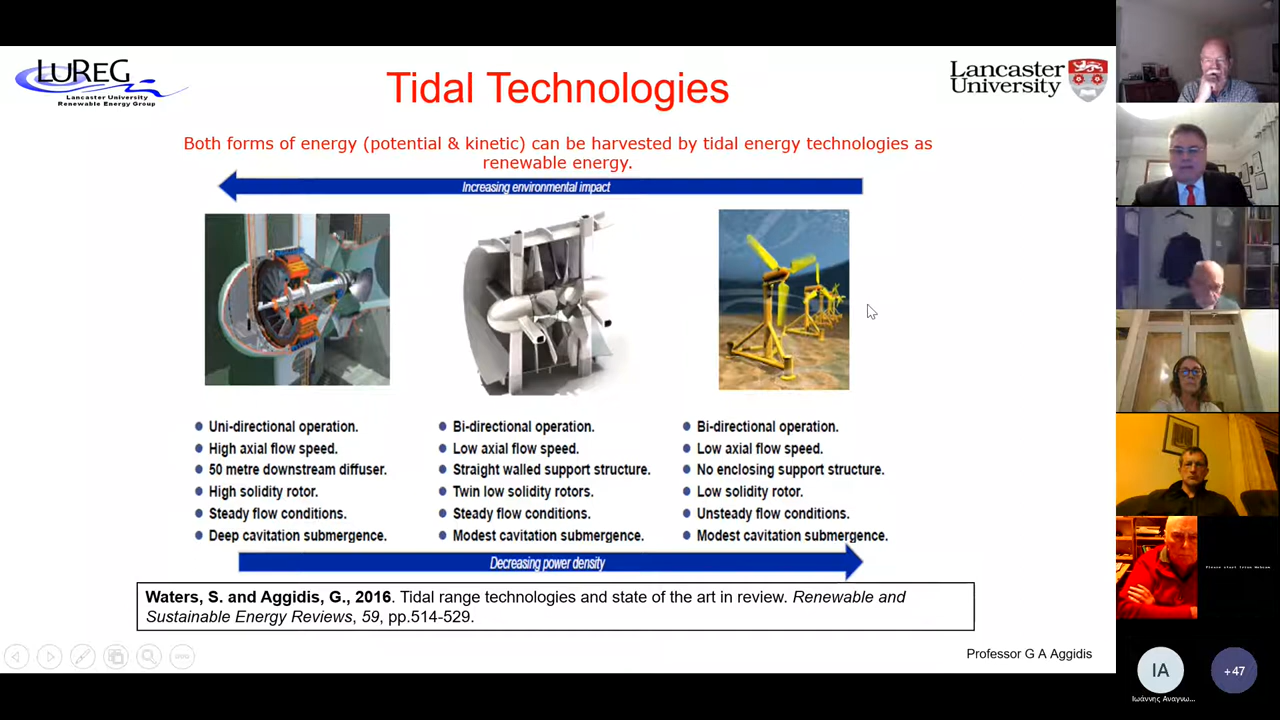 LUREG
Lancaster University
Renewable Energy Group
Tidal Technologies
Lancaster
University
Both forms of energy (potential & kinetic) can be harvested by tidal energy technologies as
renewable energy.
Increasing environmental impact
Uni-directional operation.
High axial flow speed.
50 metre downstream diffuser.
High solidity rotor.
Steady flow conditions.
Deep cavitation submergence.
Bi-directional operation.
Low axial flow speed.
Straight walled support structure.
Twin low solidity rotors.
Steady flow conditions.
Modest cavitation submergence.
Bi-directional operation.
Low axial flow speed.
No enclosing support structure.
Low solidity rotor.
Unsteady flow conditions.
Modest cavitation submergence.
Decreasing power density
Waters, S. and Aggidis, G., 2016. Tidal range technologies and state of the art in review. Renewable and
Sustainable Energy Reviews, 59, pp.514-529.
Professor G A Aggidis
Please start Iriun Webcam
IA
Ιωάννης Αναγνω...
+47